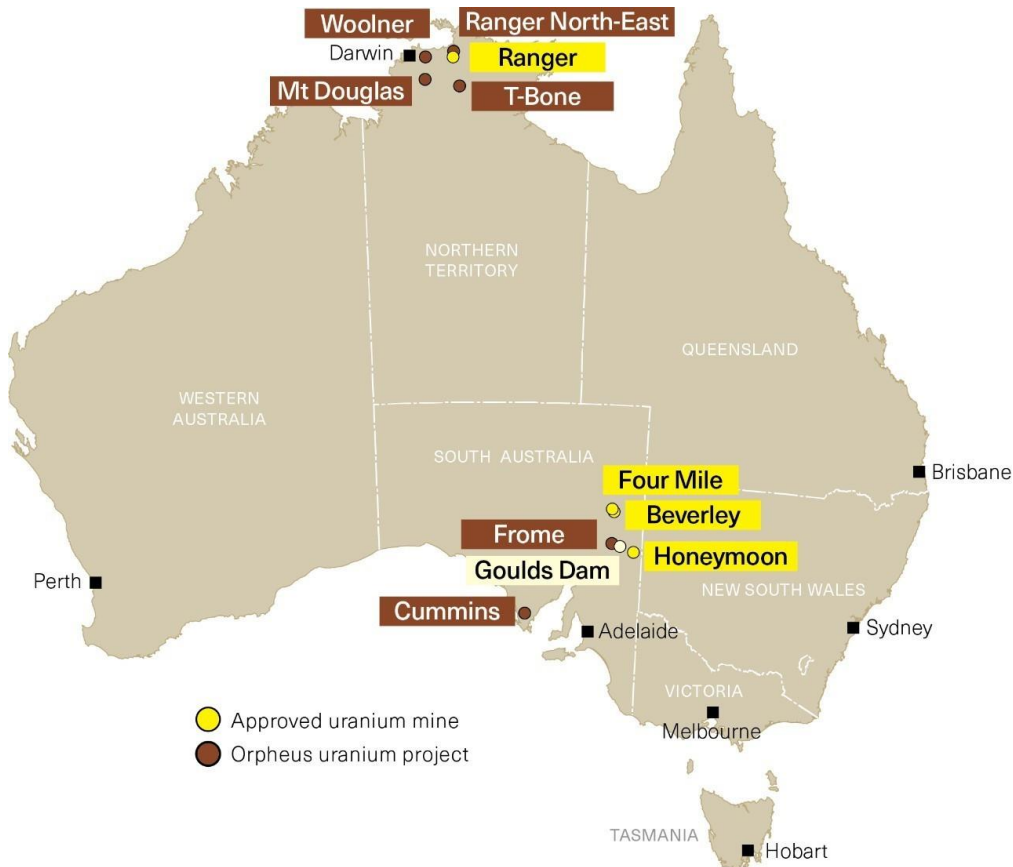 Woolner
Ranger North-East
Darwin
Ranger
Mt Douglas
T-Bone
NORTHERN
TERRITORY
QUEENSLAND
WESTERN
AUSTRALIA
SOUTH AUSTRALIA
Four Mile
Brisbane
Beverley
Frome
Honeymoon
Goulds Dam
Perth
NEW SOUTH WALES
Cummins
Adelaide
Sydney
VICTORIA
Melbourne
Approved uranium mine
Orpheus uranium project
TASMANIA
Hobart